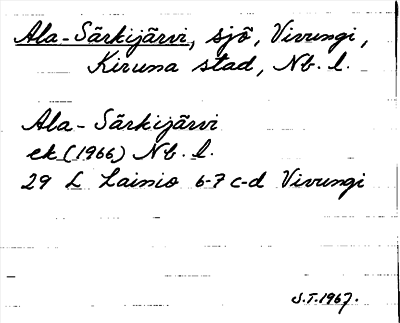 Ala-Särkijärvi, sjö, Vivungi,
Kiruna stad, Nb. l.
Ala-Särkijärvi
ek (1966) Nb. l.
29 L Lainio 6-7 c-d Vivungi
S.T. 1967.